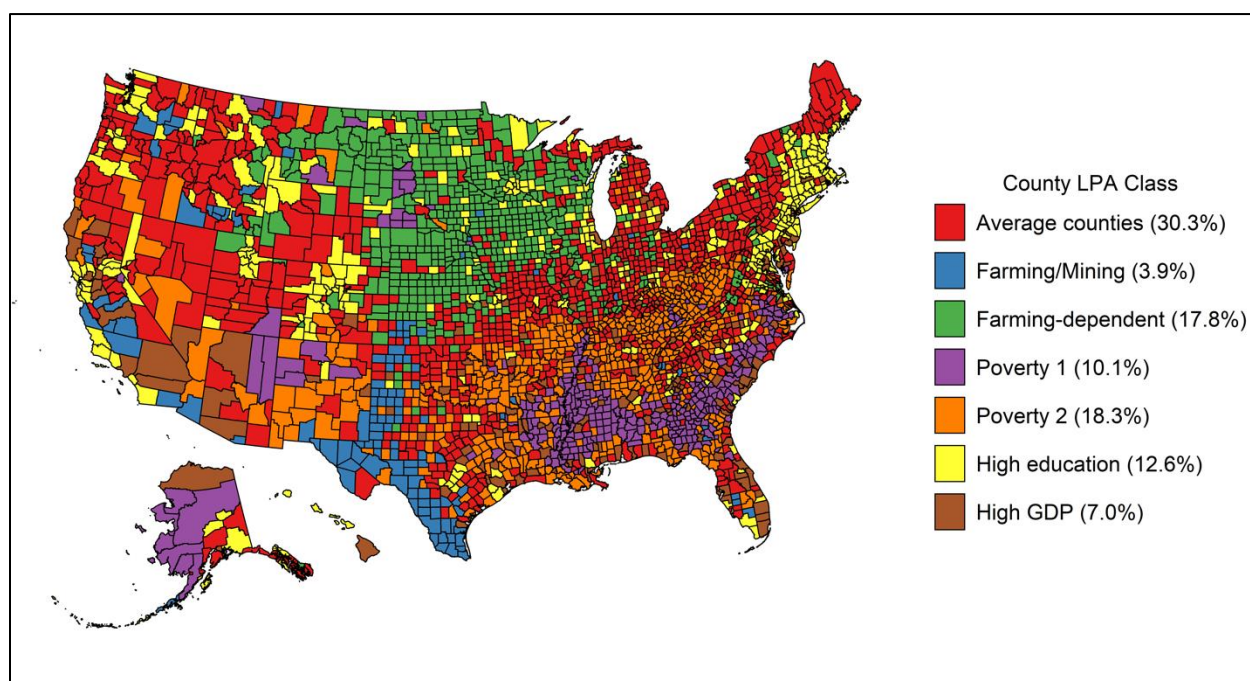 County LPA Class
Average counties (30.3%)
Farming/Mining (3.9%)
Farming-dependent (17.8%)
Poverty 1 (10.1%)
Poverty 2 (18.3%)
High education (12.6%)
High GDP (7.0%)